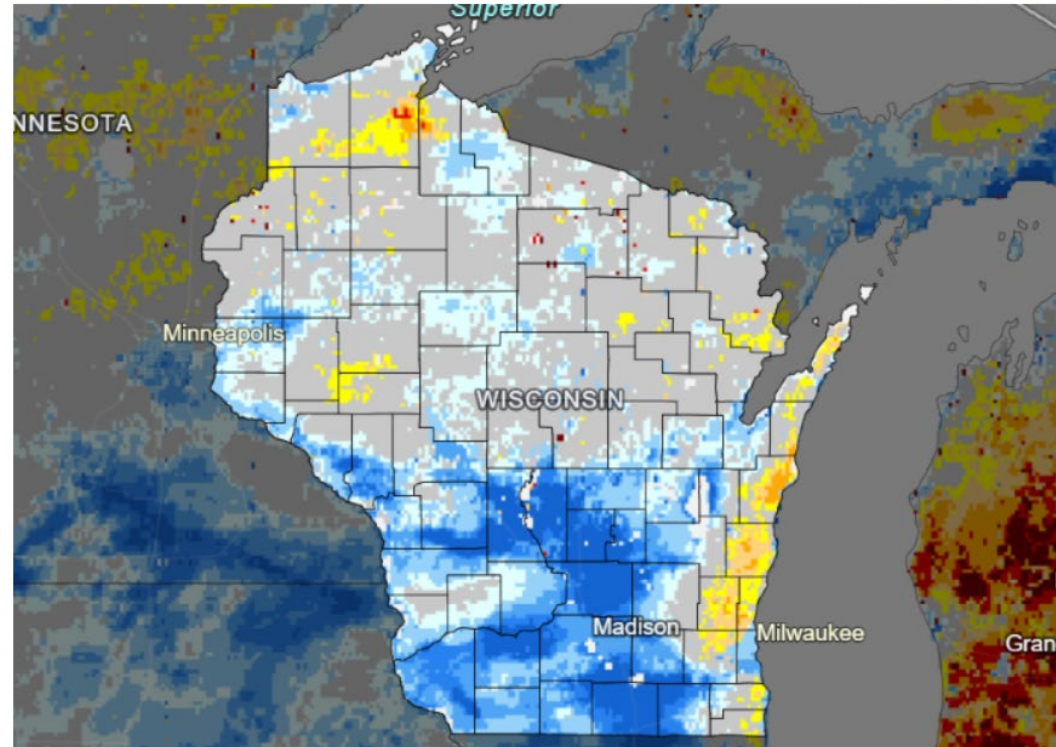 Superior
NNESOTA
Minneapolis
WISCONSIN
Madison
Milwaukee
Gran